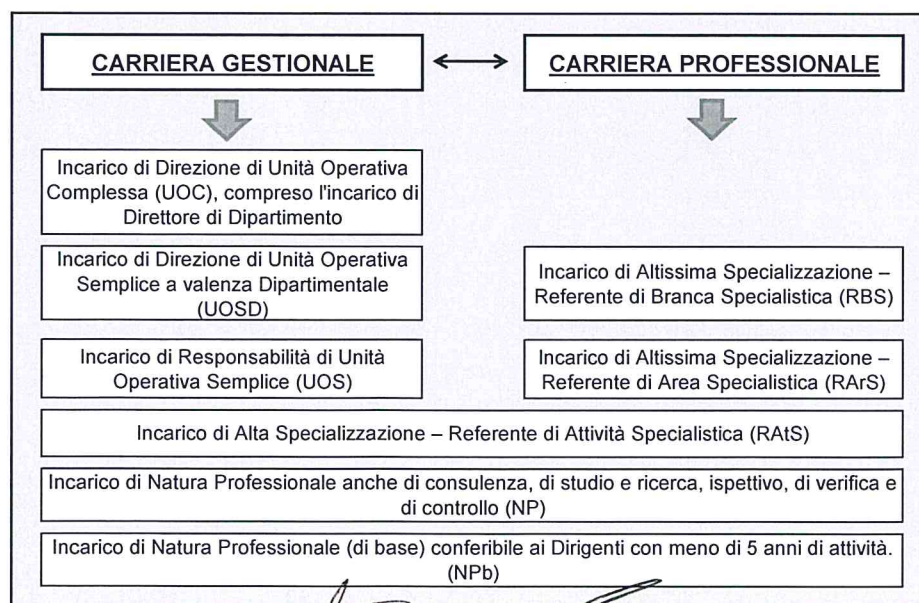 CARRIERA GESTIONALE
CARRIERA PROFESSIONALE
Incarico di Direzione di Unità Operativa
Complessa (UOC), compreso l'incarico di
Direttore di Dipartimento
Incarico di Direzione di Unità Operativa
Semplice a valenza Dipartimentale
(UOSD)
Incarico di Altissima Specializzazione –
Referente di Branca Specialistica (RBS)
Incarico di Responsabilità di Unità
Operativa Semplice (UOS)
Incarico di Altissima Specializzazione –
Referente di Area Specialistica (RArS)
Incarico di Alta Specializzazione – Referente di Attività Specialistica (RAtS)
Incarico di Natura Professionale anche di consulenza, di studio e ricerca, ispettivo, di verifica e
di controllo (NP)
Incarico di Natura Professionale (di base) conferibile ai Dirigenti con meno di 5 anni di attività.
(NPb)